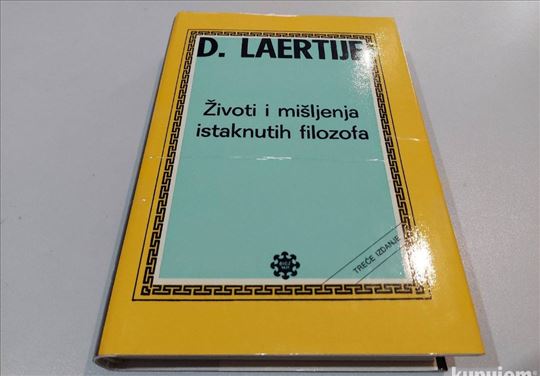 D. LAERTIJE
Životi i mišljenja
istaknutih filozofa
TREĆE IZDANJE